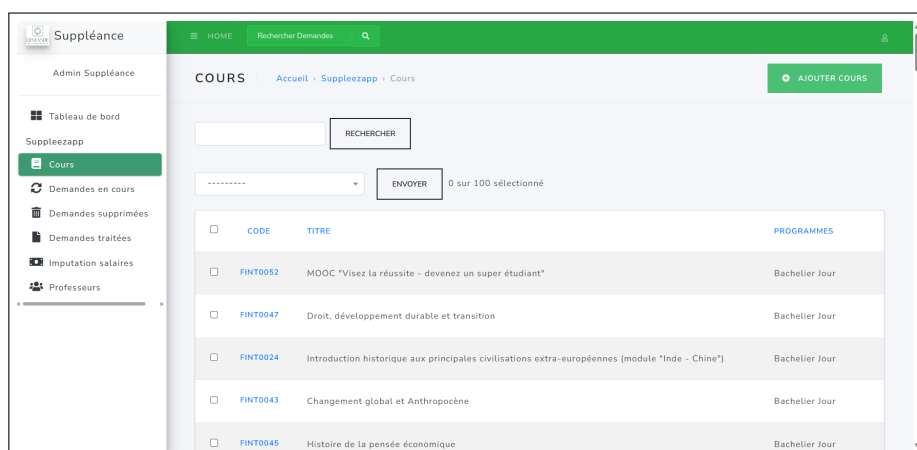 DEMANDE
Suppléance
HOME
Rechercher Demandes
Admin Suppléance
COURS
Accueil › Suppleezapp › Cours
AJOUTER COURS
Tableau de bord
Suppleezapp
Cours
Demandes en cours
Demandes supprimées
Demandes traitées
Imputation salaires
Professeurs
RECHERCHER
---------
ENVOYER
0 sur 100 sélectionné
CODE TITRE PROGRAMMES
FINT0052 MOOC "Visez la réussite - devenez un super étudiant" Bachelier Jour
FINT0047 Droit, développement durable et transition Bachelier Jour
FINT0024 Introduction historique aux principales civilisations extra-européennes (module "Inde - Chine") Bachelier Jour
FINT0043 Changement global et Anthropocène Bachelier Jour
FINT0045 Histoire de la pensée économique Bachelier Jour